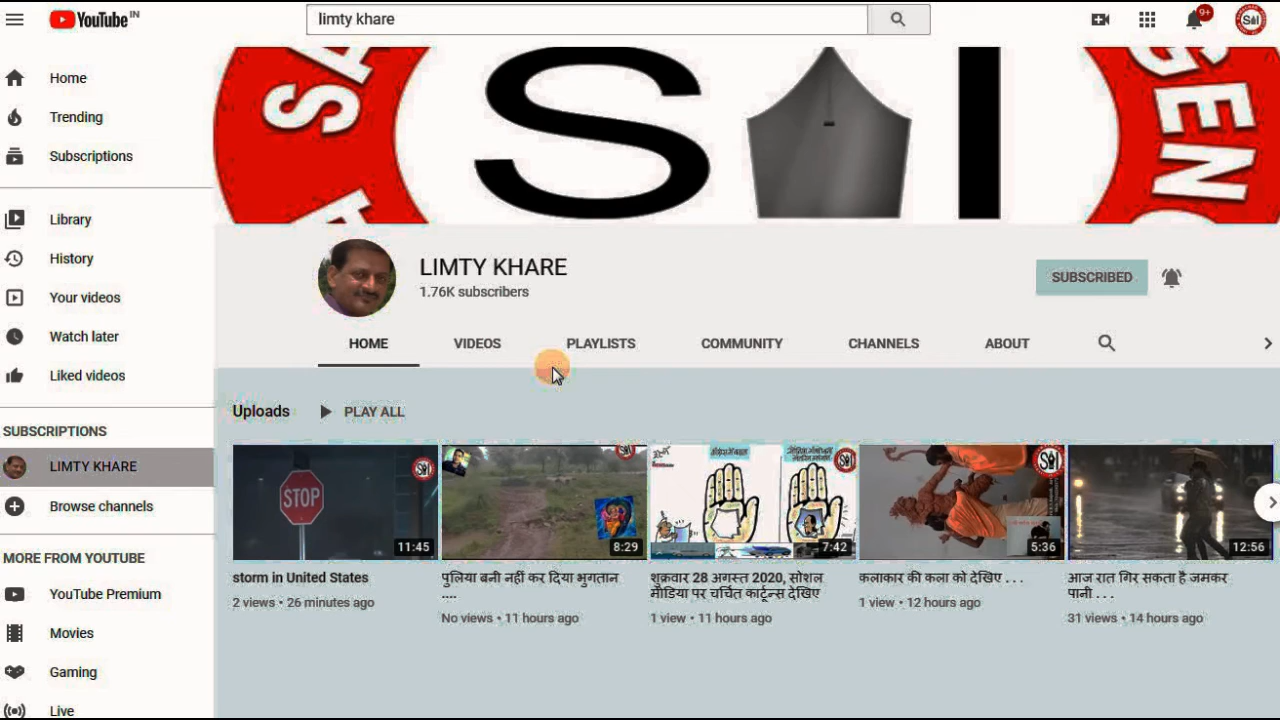 YouTube IN
limty khare
9+
SAI
Home
Trending
Subscriptions
Library
History
Your videos
Watch later
Liked videos
SUBSCRIPTIONS
LIMTY KHARE
Browse channels
MORE FROM YOUTUBE
YouTube Premium
Movies
Gaming
Live
SA
S I
GEN
LIMTY KHARE
1.76K subscribers
SUBSCRIBED
HOME VIDEOS PLAYLISTS COMMUNITY CHANNELS ABOUT
Uploads PLAY ALL
STOP
11:45
storm in United States
2 views • 26 minutes ago
8:29
पुलिया बनी नहीं कर दिया भुगतान
....
No views • 11 hours ago
7:42
शुक्रवार 28 अगस्त 2020, सोशल
मीडिया पर चर्चित कार्टून्स देखिए
1 view • 11 hours ago
5:36
कलाकार की कला को देखिए . . .
1 view • 12 hours ago
12:56
आज रात गिर सकता है जमकर
पानी . . .
31 views • 14 hours ago